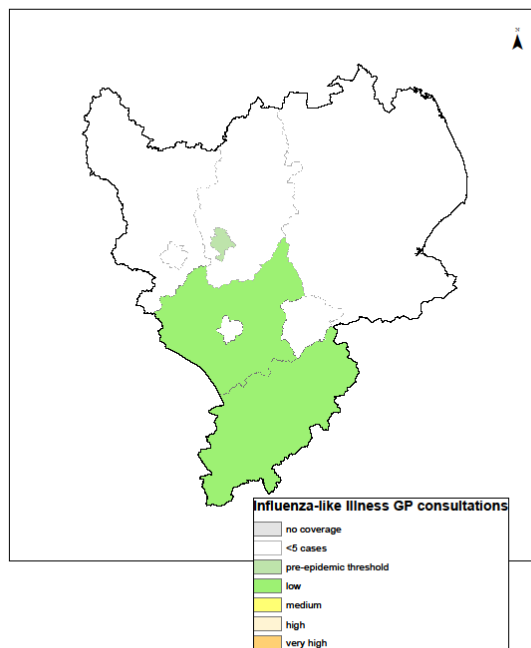 Influenza-like Illness GP consultations
no coverage
<5 cases
pre-epidemic threshold
low
medium
high
very high